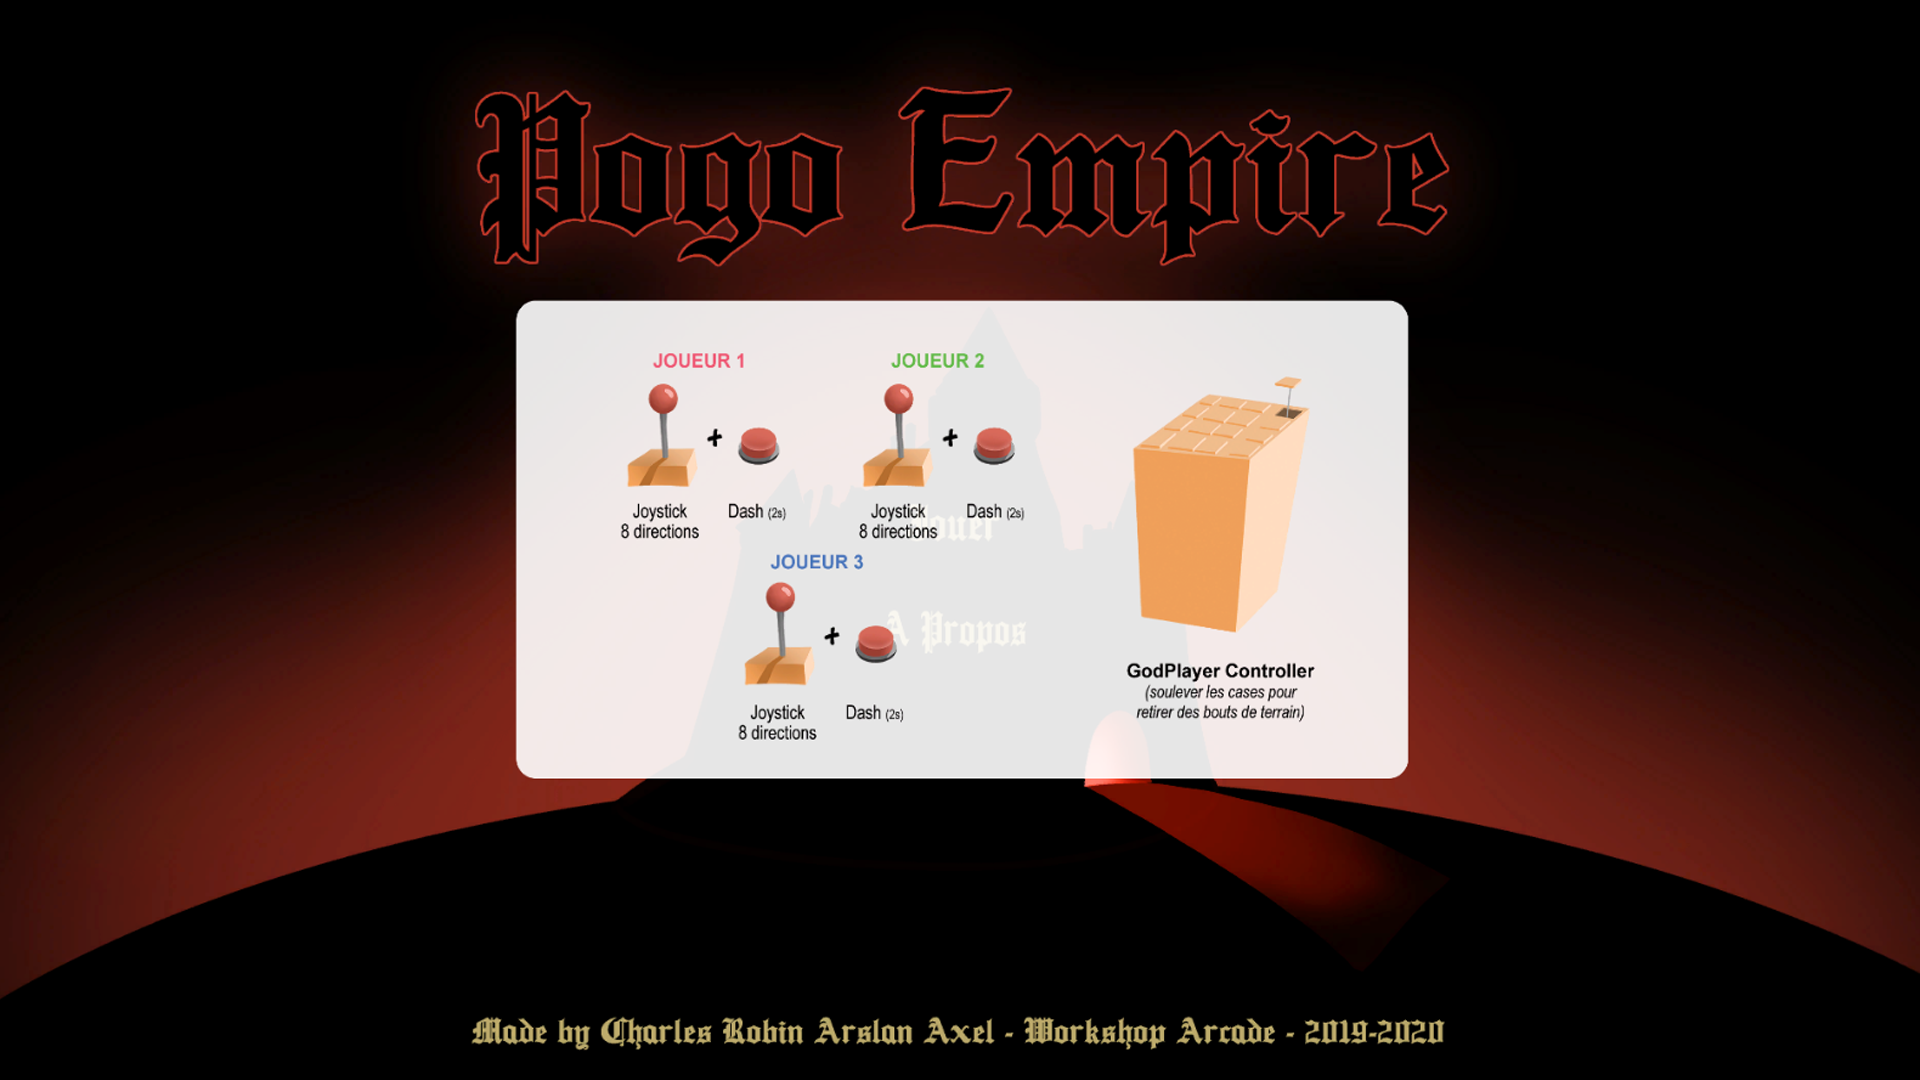 Pogo Empire
JOUEUR 1
JOUEUR 2
+
+
Joystick
8 directions
Dash (2s)
Joystick
8 directions
Dash (2s)
Jouer
JOUEUR 3
+
A Propos
Joystick
8 directions
Dash (2s)
GodPlayer Controller
(soulever les cases pour
retirer des bouts de terrain)
Made by Charles Robin Arslan Axel - Workshop Arcade - 2019-2020